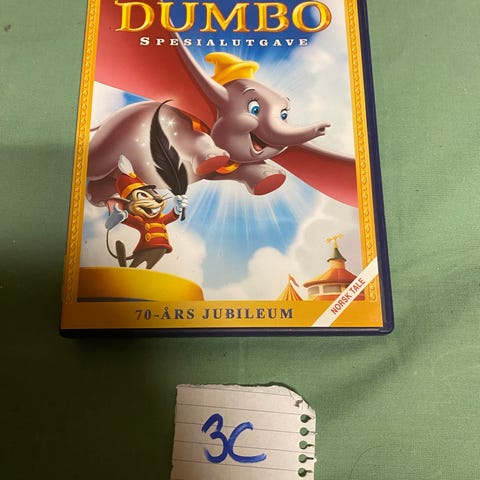 DUMBO
SPESIALUTGAVE
NORSK TALE
70-ÅRS JUBILEUM
3C